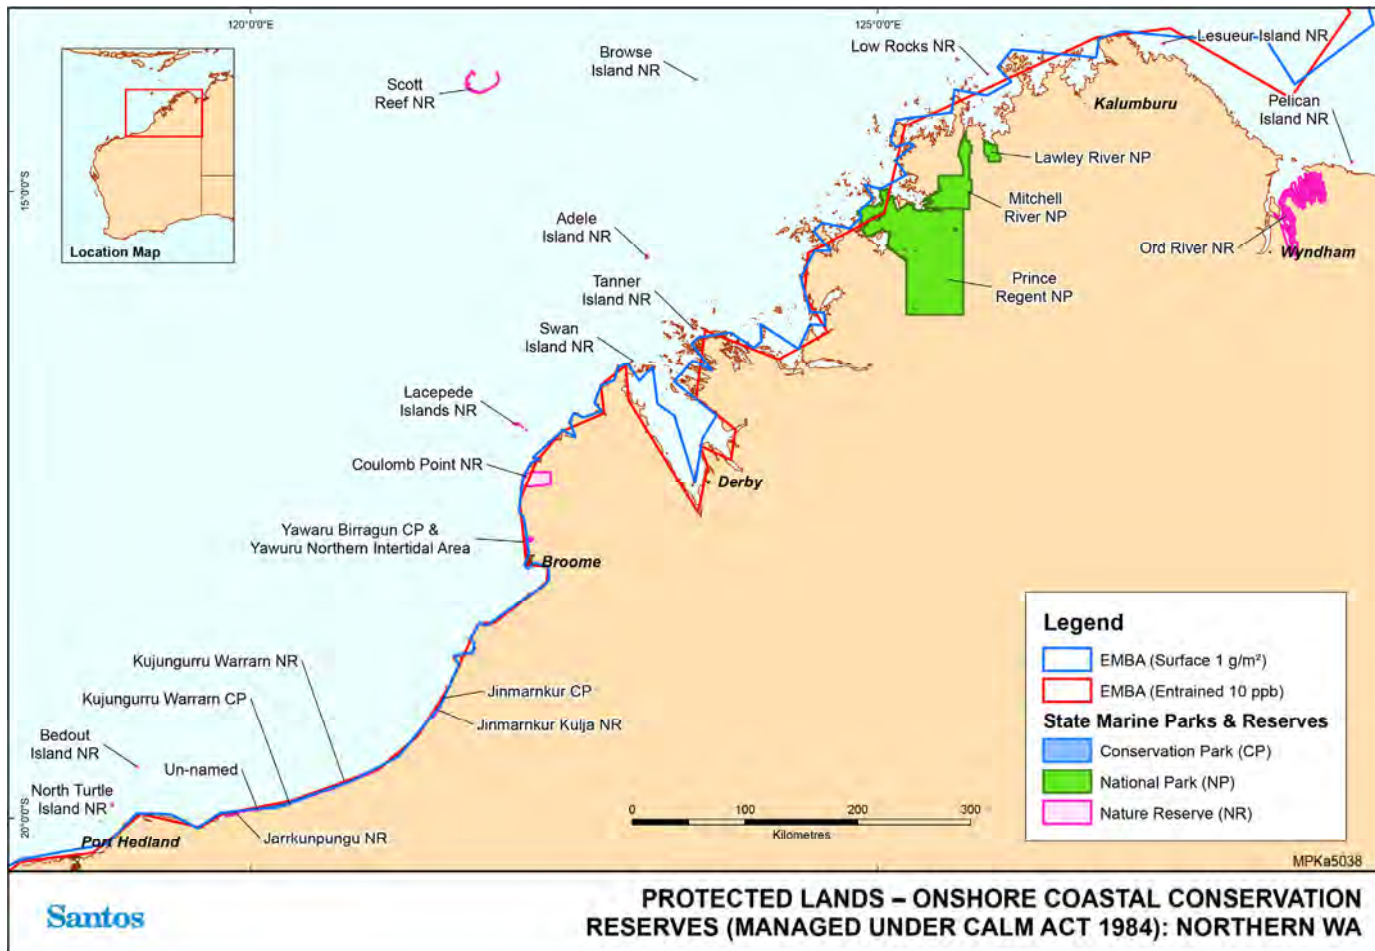 120°0'0"E
125°0'0"E
15°0'0"S
20°0'0"S
Location Map
Scott
Reef NR
Browse
Island NR
Low Rocks NR
Lesueur Island NR
Kalumburu
Pelican
Island NR
Lawley River NP
Mitchell
River NP
Ord River NR
Wyndham
Prince
Regent NP
Adele
Island NR
Tanner
Island NR
Swan
Island NR
Lacepede
Islands NR
Coulomb Point NR
Derby
Yawaru Birragun CP &
Yawuru Northern Intertidal Area
Broome
Kujungurru Warrarn NR
Kujungurru Warrarn CP
Jinmarnkur CP
Jinmarnkur Kulja NR
Bedout
Island NR
Un-named
North Turtle
Island NR
Jarrkunpungu NR
Port Hedland
0 100 200 300
Kilometres
Legend
EMBA (Surface 1 g/m²)
EMBA (Entrained 10 ppb)
State Marine Parks & Reserves
Conservation Park (CP)
National Park (NP)
Nature Reserve (NR)
MPKa5038
Santos
PROTECTED LANDS – ONSHORE COASTAL CONSERVATION
RESERVES (MANAGED UNDER CALM ACT 1984): NORTHERN WA